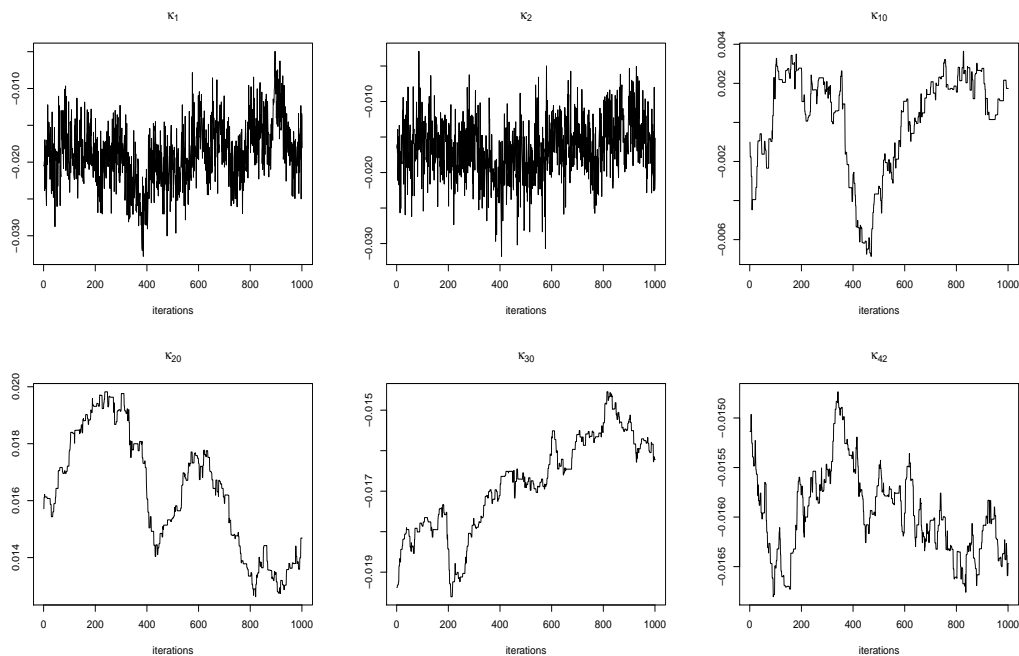 κ₁
−0.010
−0.020
−0.030
0 200 400 600 800 1000
iterations
κ₂
−0.010
−0.020
−0.030
0 200 400 600 800 1000
iterations
κ₁₀
0.004
0.002
−0.002
−0.006
0 200 400 600 800 1000
iterations
κ₂₀
0.020
0.018
0.016
0.014
0 200 400 600 800 1000
iterations
κ₃₀
−0.015
−0.017
−0.019
0 200 400 600 800 1000
iterations
κ₄₂
−0.0150
−0.0155
−0.0160
−0.0165
0 200 400 600 800 1000
iterations